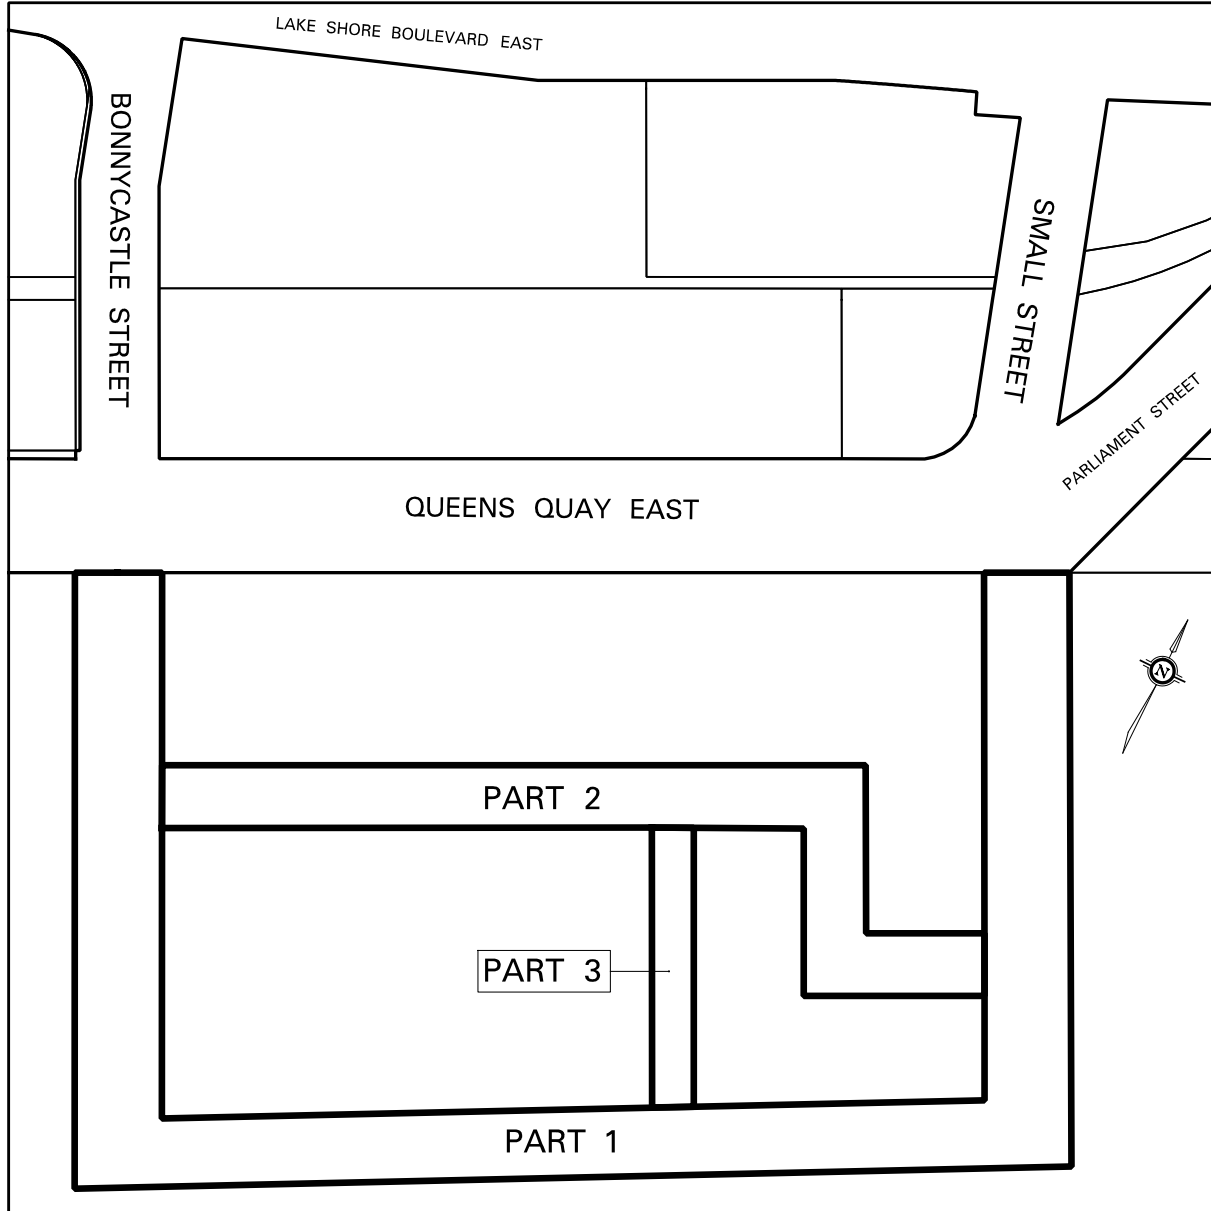 LAKE SHORE BOULEVARD EAST
BONNYCASTLE STREET
SMALL STREET
PARLIAMENT STREET
QUEENS QUAY EAST
N
PART 2
PART 3
PART 1